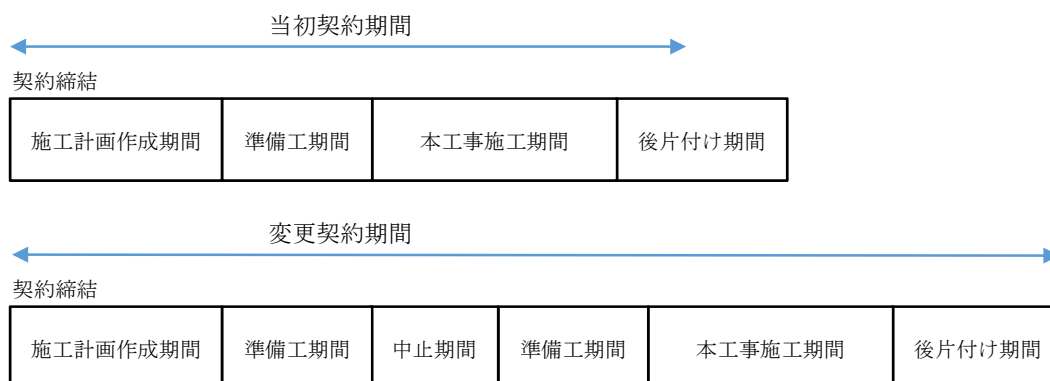 当初契約期間
契約締結
施工計画作成期間 準備工期間 本工事施工期間 後片付け期間
変更契約期間
契約締結
施工計画作成期間 準備工期間 中止期間 準備工期間 本工事施工期間 後片付け期間